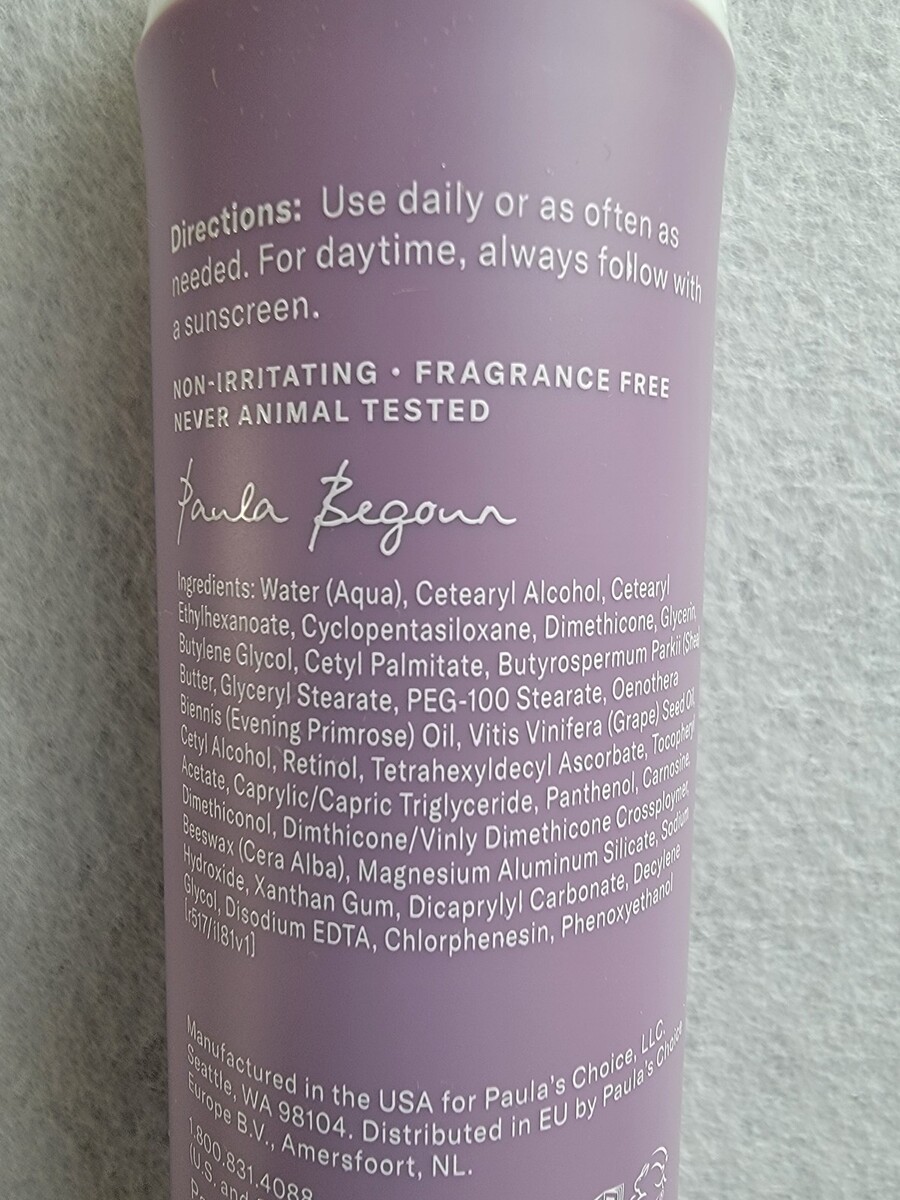 Directions: Use daily or as often as
needed. For daytime, always follow with
a sunscreen.
NON-IRRITATING • FRAGRANCE FREE
NEVER ANIMAL TESTED
Paula Begoun
Ingredients: Water (Aqua), Cetearyl Alcohol, Cetearyl
Ethylhexanoate, Cyclopentasiloxane, Dimethicone, Glycerin,
Butylene Glycol, Cetyl Palmitate, Butyrospermum Parkii (Shea
Butter, Glyceryl Stearate, PEG-100 Stearate, Oenothera
Biennis (Evening Primrose) Oil, Vitis Vinifera (Grape) Seed Oil,
Cetyl Alcohol, Retinol, Tetrahexyldecyl Ascorbate, Tocopheryl
Acetate, Caprylic/Capric Triglyceride, Panthenol, Carnosine,
Dimethiconol, Dimthicone/Vinly Dimethicone Crossploymer,
Beeswax (Cera Alba), Magnesium Aluminum Silicate, Sodium
Hydroxide, Xanthan Gum, Dicaprylyl Carbonate, Decylene
Glycol, Disodium EDTA, Chlorphenesin, Phenoxyethanol
[r517/il81v1]
Manufactured in the USA for Paula's Choice, LLC.
Seattle, WA 98104. Distributed in EU by Paula's Choice
Europe B.V., Amersfoort, NL.
1.800.831.4088
(U.S. and